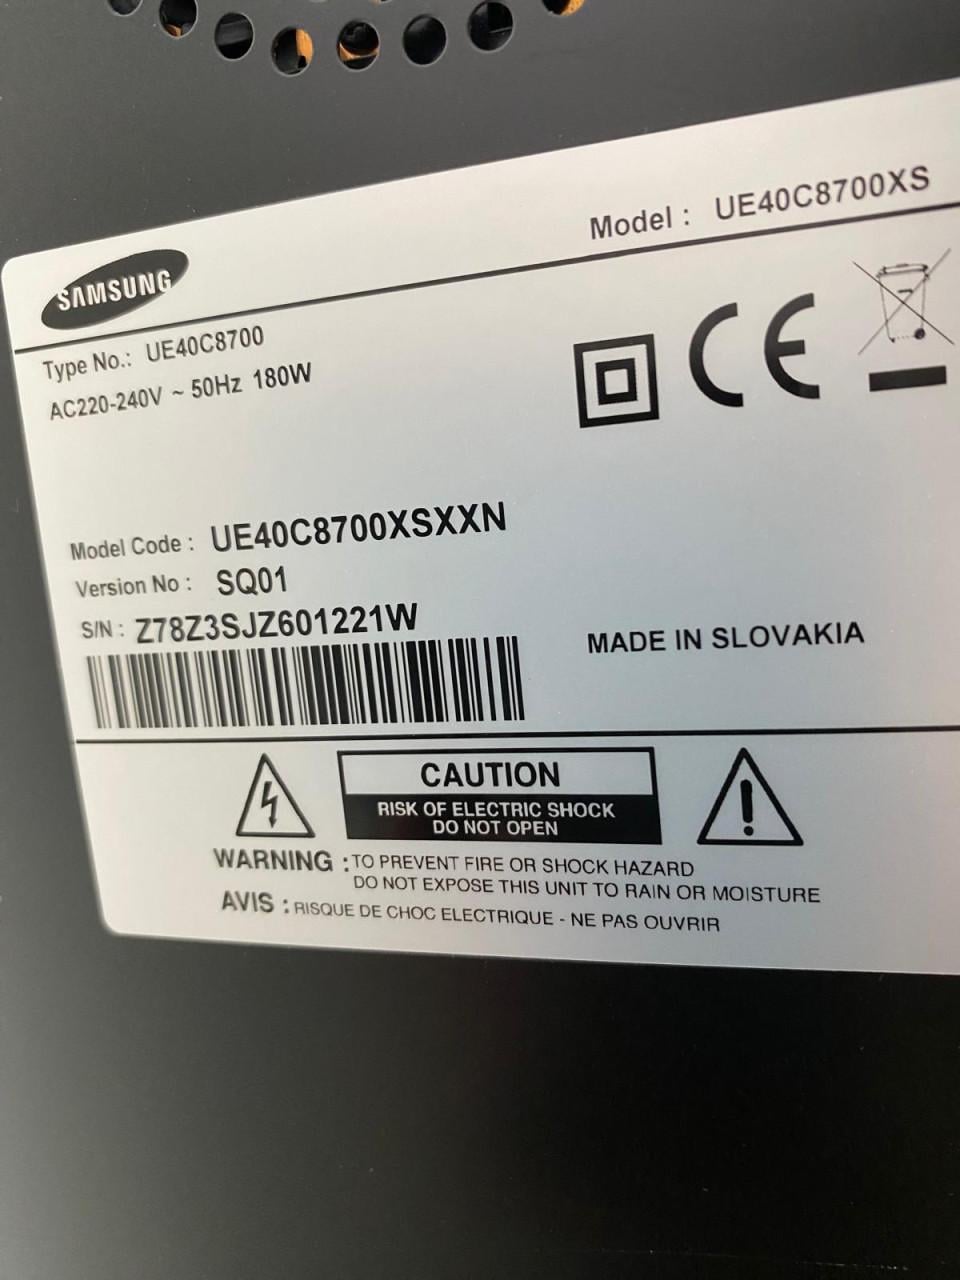 Model : UE40C8700XS
SAMSUNG
Type No.: UE40C8700
AC220-240V ~ 50Hz 180W
CE
Model Code : UE40C8700XSXXN
Version No : SQ01
S/N : Z78Z3SJZ601221W
MADE IN SLOVAKIA
CAUTION
RISK OF ELECTRIC SHOCK
DO NOT OPEN
WARNING : TO PREVENT FIRE OR SHOCK HAZARD
DO NOT EXPOSE THIS UNIT TO RAIN OR MOISTURE
AVIS : RISQUE DE CHOC ELECTRIQUE - NE PAS OUVRIR